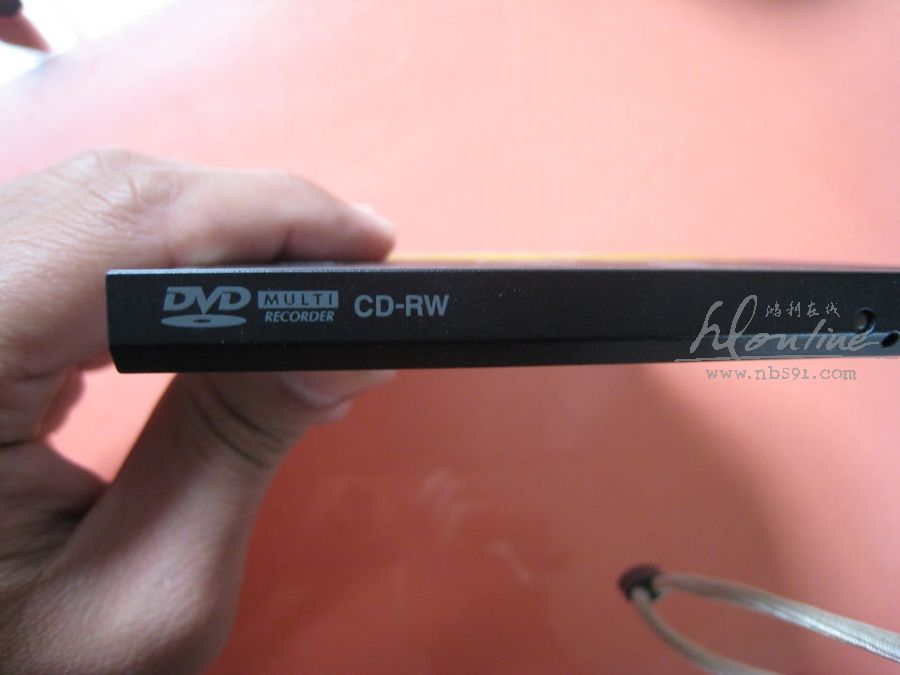 DVD MULTI RECORDER CD-RW
鸿利在线
hlonline
www.nb591.com